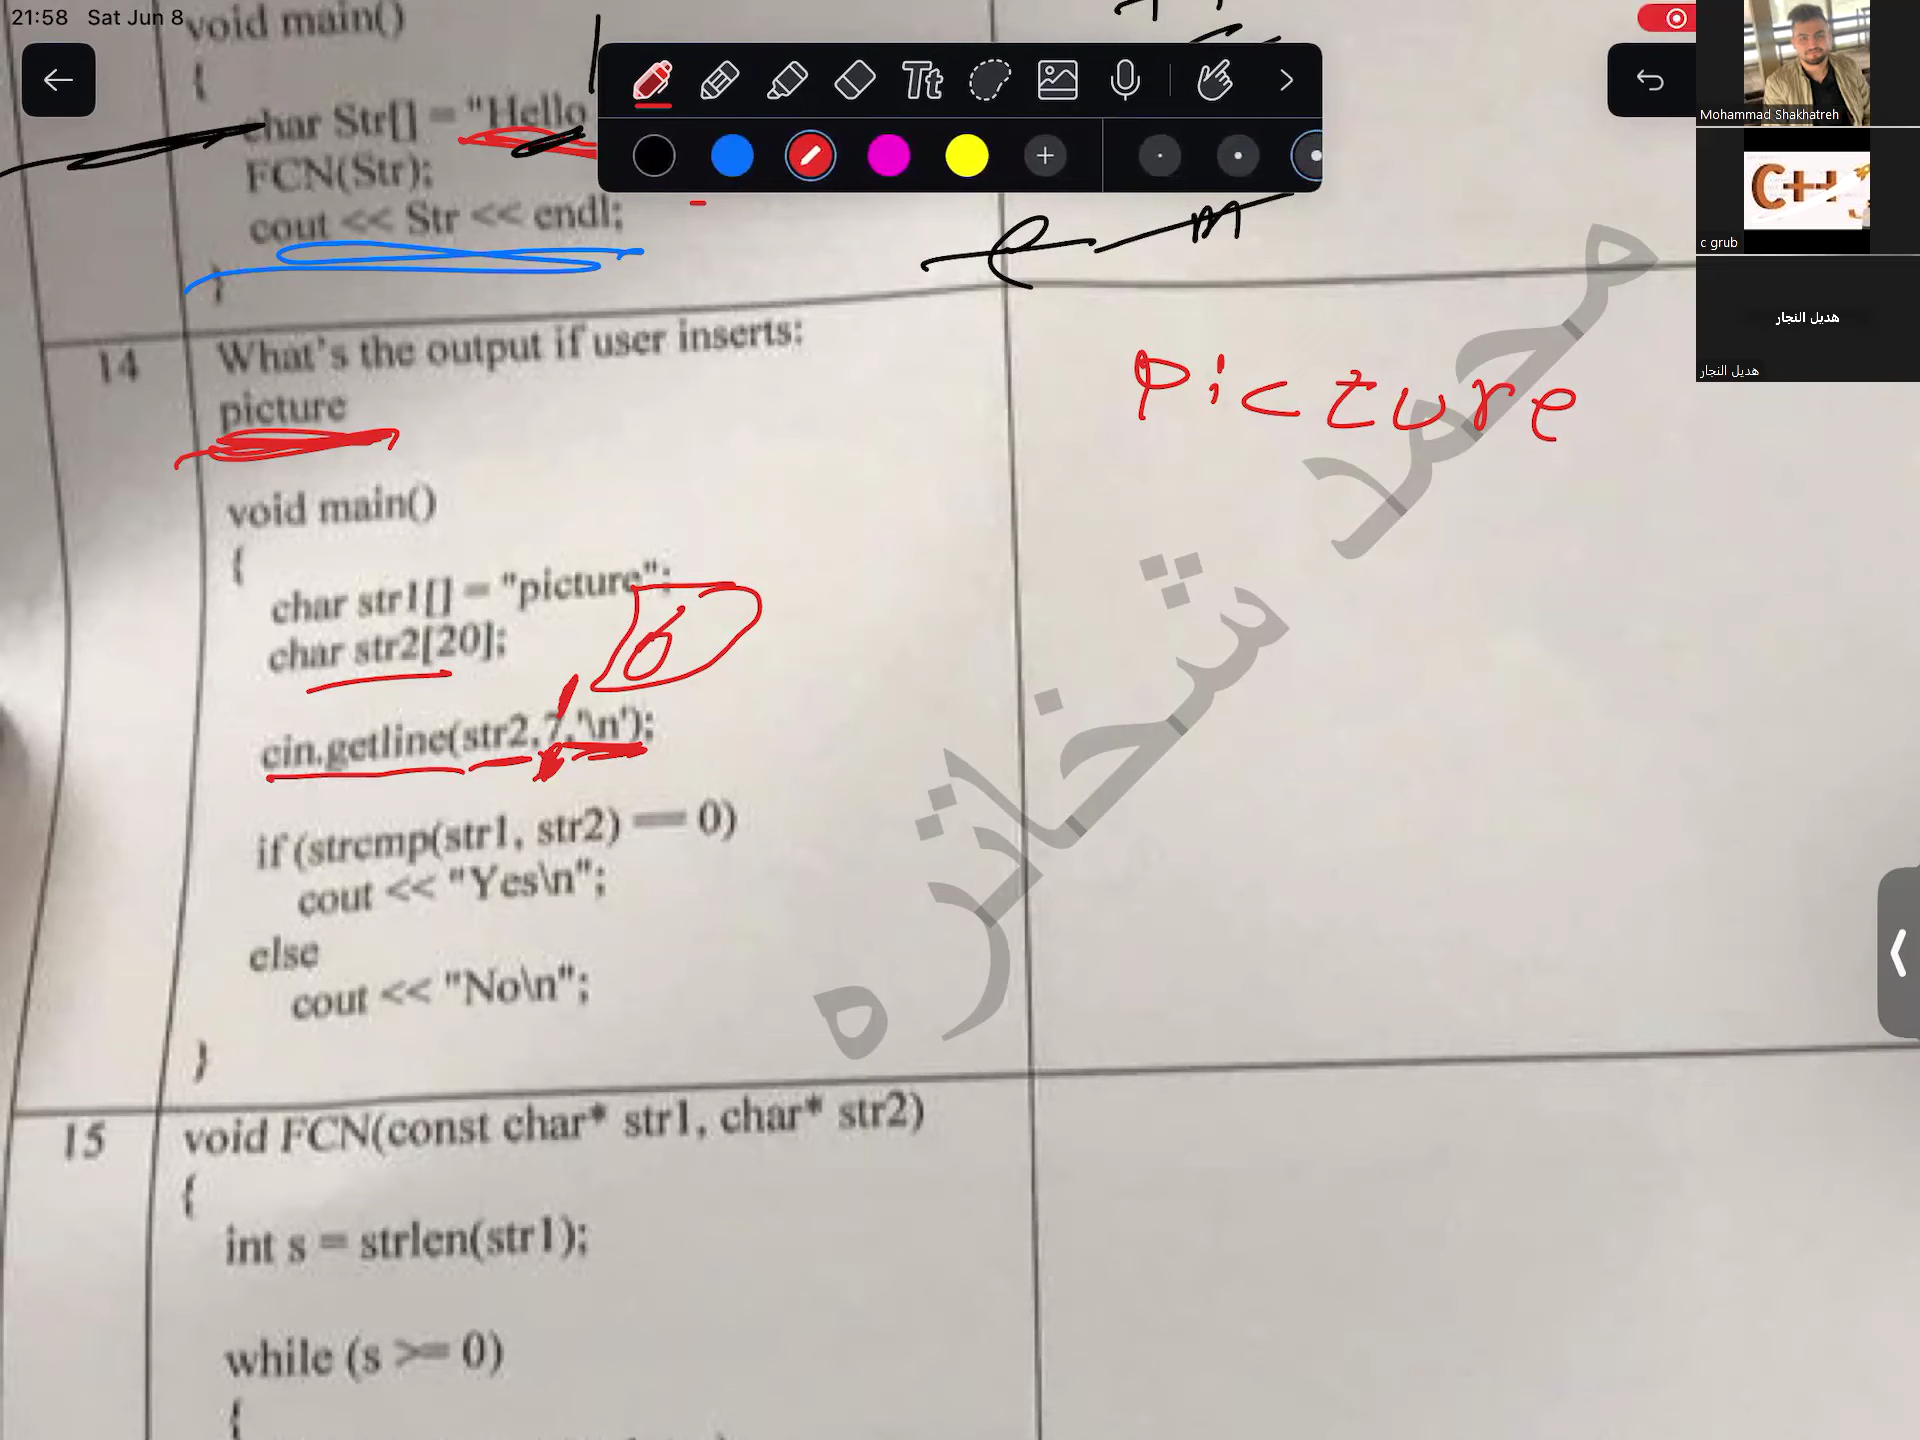 21:58 Sat Jun 8
void main()
{
char Str[] = "Hello
FCN(Str);
cout << Str << endl;
}
e m
Tt
Mohammad Shakhatreh
C++
c grub
هديل النجار
هديل النجار
14
What's the output if user inserts:
picture
Picture
void main()
{
char str1[] = "picture";
char str2[20];
6
cin.getline(str2,7,'\n');
if (strcmp(str1, str2) == 0)
cout << "Yes\n";
else
cout << "No\n";
}
محمد شخاتره
15
void FCN(const char* str1, char* str2)
{
int s = strlen(str1);
while (s >= 0)
{